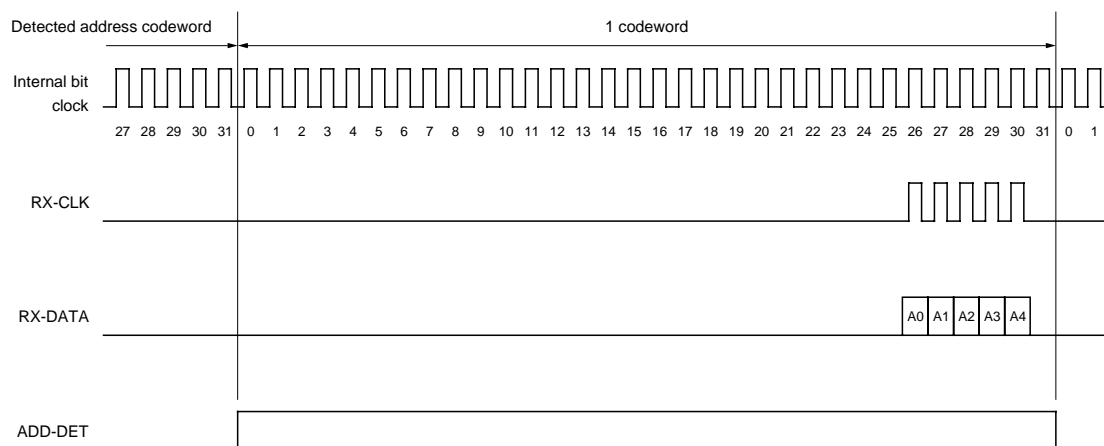 Detected address codeword
1 codeword
Internal bit
clock
27 28 29 30 31 0 1 2 3 4 5 6 7 8 9 10 11 12 13 14 15 16 17 18 19 20 21 22 23 24 25 26 27 28 29 30 31 0 1
RX-CLK
RX-DATA
A0 A1 A2 A3 A4
ADD-DET